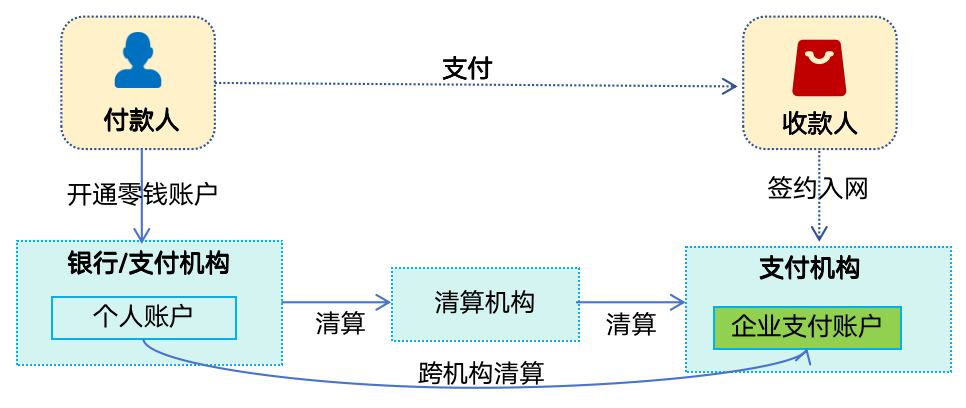 支付
付款人
收款人
开通零钱账户
签约入网
银行/支付机构
个人账户
清算
清算机构
清算
支付机构
企业支付账户
跨机构清算